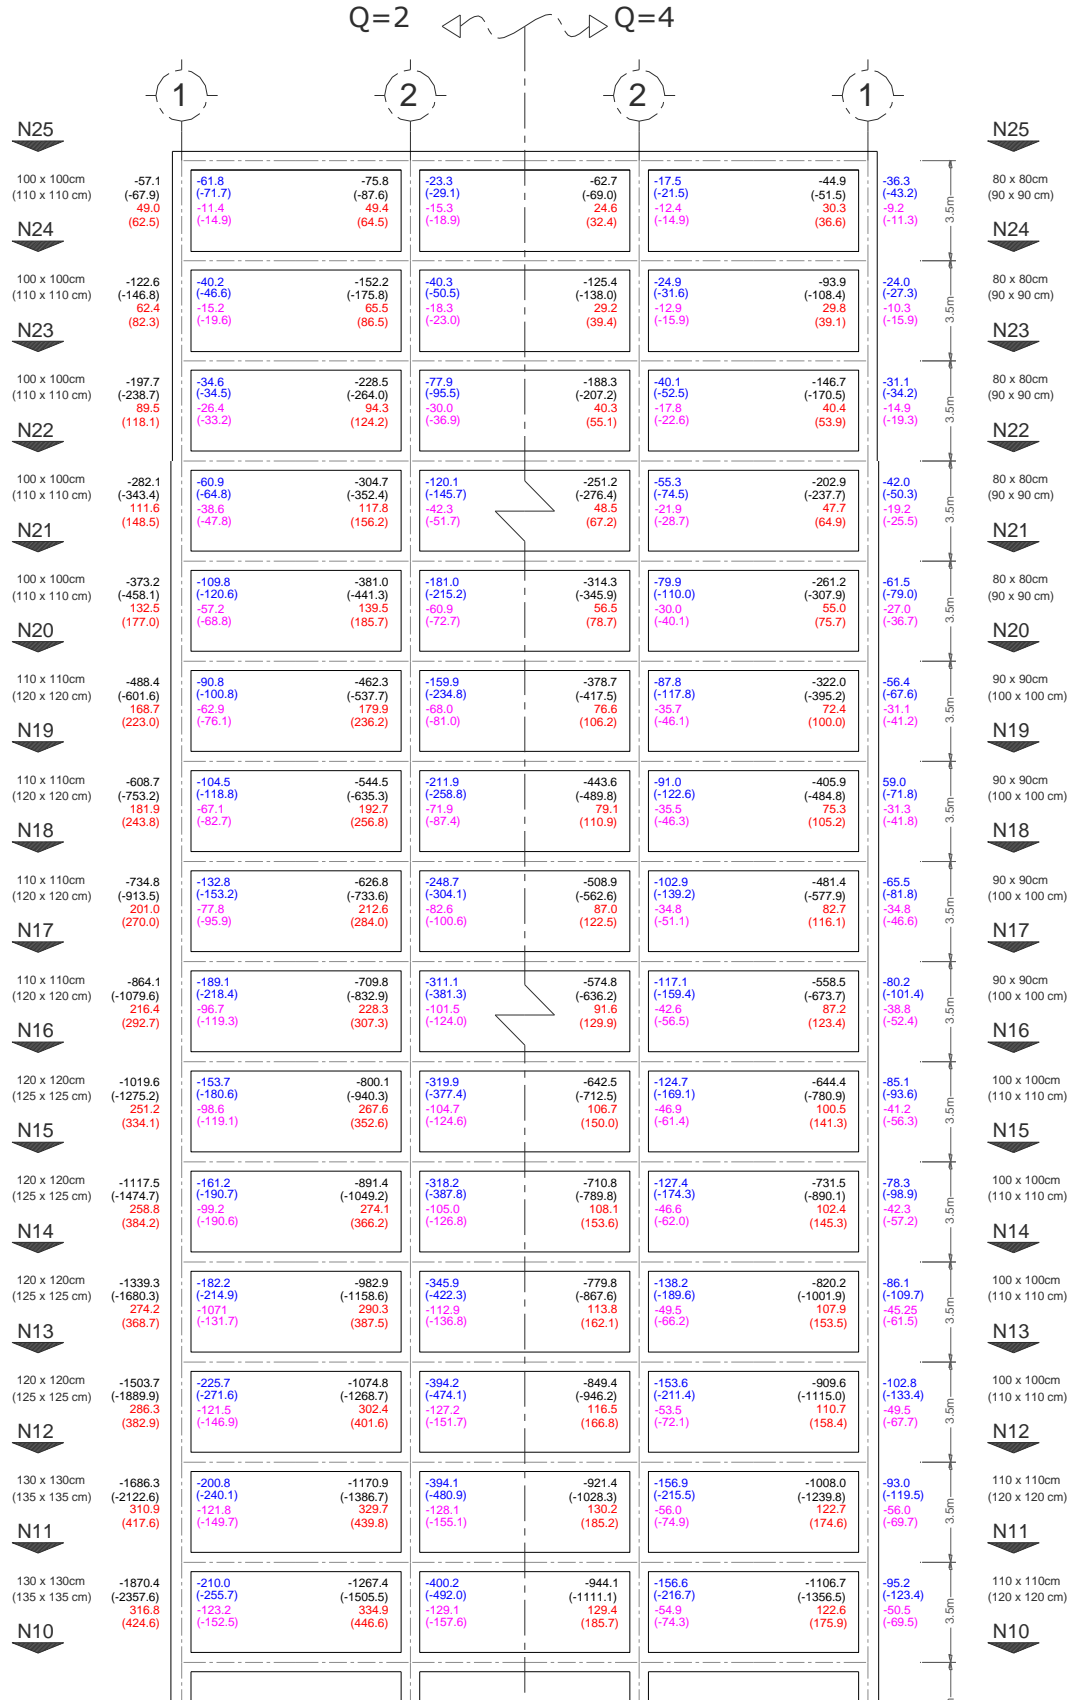 Q=2 Q=4
1 2 2 1
N25 N25
100 x 100cm -57.1 -61.8 -75.8 -23.3 -62.7 -17.5 -44.9 -36.3 80 x 80cm
(110 x 110 cm) (-67.9) (-71.7) (-87.6) (-29.1) (-69.0) (-21.5) (-51.5) (-43.2) (90 x 90 cm)
49.0 -11.4 49.4 -15.3 24.6 -12.4 30.3 -9.2 3.5m
(62.5) (-14.9) (64.5) (-18.9) (32.4) (-14.9) (36.6) (-11.3)
N24 N24
100 x 100cm -122.6 -40.2 -152.2 -40.3 -125.4 -24.9 -93.9 -24.0 80 x 80cm
(110 x 110 cm) (-146.8) (-46.6) (-175.8) (-50.5) (-138.0) (-31.6) (-108.4) (-27.3) (90 x 90 cm)
62.4 -15.2 65.5 -18.3 29.2 -12.9 29.8 -10.3 3.5m
(82.3) (-19.6) (86.5) (-23.0) (39.4) (-15.9) (39.1) (-15.9)
N23 N23
100 x 100cm -197.7 -34.6 -228.5 -77.9 -188.3 -40.1 -146.7 -31.1 80 x 80cm
(110 x 110 cm) (-238.7) (-34.5) (-264.0) (-95.5) (-207.2) (-52.5) (-170.5) (-34.2) (90 x 90 cm)
89.5 -26.4 94.3 -30.0 40.3 -17.8 40.4 -14.9 3.5m
(118.1) (-33.2) (124.2) (-36.9) (55.1) (-22.6) (53.9) (-19.3)
N22 N22
100 x 100cm -282.1 -60.9 -304.7 -120.1 -251.2 -55.3 -202.9 -42.0 80 x 80cm
(110 x 110 cm) (-343.4) (-64.8) (-352.4) (-145.7) (-276.4) (-74.5) (-237.7) (-50.3) (90 x 90 cm)
111.6 -38.6 117.8 -42.3 48.5 -21.9 47.7 -19.2 3.5m
(148.5) (-47.8) (156.2) (-51.7) (67.2) (-28.7) (64.9) (-25.5)
N21 N21
100 x 100cm -373.2 -109.8 -381.0 -181.0 -314.3 -79.9 -261.2 -61.5 80 x 80cm
(110 x 110 cm) (-458.1) (-120.6) (-441.3) (-215.2) (-345.9) (-110.0) (-307.9) (-79.0) (90 x 90 cm)
132.5 -57.2 139.5 -60.9 56.5 -30.0 55.0 -27.0 3.5m
(177.0) (-68.8) (185.7) (-72.7) (78.7) (-40.1) (75.7) (-36.7)
N20 N20
110 x 110cm -488.4 -90.8 -462.3 -159.9 -378.7 -87.8 -322.0 -56.4 90 x 90cm
(120 x 120 cm) (-601.6) (-100.8) (-537.7) (-234.8) (-417.5) (-117.8) (-395.2) (-67.6) (100 x 100 cm)
168.7 -62.9 179.9 -68.0 76.6 -35.7 72.4 -31.1 3.5m
(223.0) (-76.1) (236.2) (-81.0) (106.2) (-46.1) (100.0) (-41.2)
N19 N19
110 x 110cm -608.7 -104.5 -544.5 -211.9 -443.6 -91.0 -405.9 59.0 90 x 90cm
(120 x 120 cm) (-753.2) (-118.8) (-635.3) (-258.8) (-489.8) (-122.6) (-484.8) (-71.8) (100 x 100 cm)
181.9 -67.1 192.7 -71.9 79.1 -35.5 75.3 -31.3 3.5m
(243.8) (-82.7) (256.8) (-87.4) (110.9) (-46.3) (105.2) (-41.8)
N18 N18
110 x 110cm -734.8 -132.8 -626.8 -248.7 -508.9 -102.9 -481.4 -65.5 90 x 90cm
(120 x 120 cm) (-913.5) (-153.2) (-733.6) (-304.1) (-562.6) (-139.2) (-577.9) (-81.8) (100 x 100 cm)
201.0 -77.8 212.6 -82.6 87.0 -34.8 82.7 -34.8 3.5m
(270.0) (-95.9) (284.0) (-100.6) (122.5) (-51.1) (116.1) (-46.6)
N17 N17
110 x 110cm -864.1 -189.1 -709.8 -311.1 -574.8 -117.1 -558.5 -80.2 90 x 90cm
(120 x 120 cm) (-1079.6) (-218.4) (-832.9) (-381.3) (-636.2) (-159.4) (-673.7) (-101.4) (100 x 100 cm)
216.4 -96.7 228.3 -101.5 91.6 -42.6 87.2 -38.8 3.5m
(292.7) (-119.3) (307.3) (-124.0) (129.9) (-56.5) (123.4) (-52.4)
N16 N16
120 x 120cm -1019.6 -153.7 -800.1 -319.9 -642.5 -124.7 -644.4 -85.1 100 x 100cm
(125 x 125 cm) (-1275.2) (-180.6) (-940.3) (-377.4) (-712.5) (-169.1) (-780.9) (-93.6) (110 x 110 cm)
251.2 -98.6 267.6 -104.7 106.7 -46.9 100.5 -41.2 3.5m
(334.1) (-119.1) (352.6) (-124.6) (150.0) (-61.4) (141.3) (-56.3)
N15 N15
120 x 120cm -1117.5 -161.2 -891.4 -318.2 -710.8 -127.4 -731.5 -78.3 100 x 100cm
(125 x 125 cm) (-1474.7) (-190.7) (-1049.2) (-387.8) (-789.8) (-174.3) (-890.1) (-98.9) (110 x 110 cm)
258.8 -99.2 274.1 -105.0 108.1 -46.6 102.4 -42.3 3.5m
(384.2) (-190.6) (366.2) (-126.8) (153.6) (-62.0) (145.3) (-57.2)
N14 N14
120 x 120cm -1339.3 -182.2 -982.9 -345.9 -779.8 -138.2 -820.2 -86.1 100 x 100cm
(125 x 125 cm) (-1680.3) (-214.9) (-1158.6) (-422.3) (-867.6) (-189.6) (-1001.9) (-109.7) (110 x 110 cm)
274.2 -1071 290.3 -112.9 113.8 -49.5 107.9 -45.25 3.5m
(368.7) (-131.7) (387.5) (-136.8) (162.1) (-66.2) (153.5) (-61.5)
N13 N13
120 x 120cm -1503.7 -225.7 -1074.8 -394.2 -849.4 -153.6 -909.6 -102.8 100 x 100cm
(125 x 125 cm) (-1889.9) (-271.6) (-1268.7) (-474.1) (-946.2) (-211.4) (-1115.0) (-133.4) (110 x 110 cm)
286.3 -121.5 302.4 -127.2 116.5 -53.5 110.7 -49.5 3.5m
(382.9) (-146.9) (401.6) (-151.7) (166.8) (-72.1) (158.4) (-67.7)
N12 N12
130 x 130cm -1686.3 -200.8 -1170.9 -394.1 -921.4 -156.9 -1008.0 -93.0 110 x 110cm
(135 x 135 cm) (-2122.6) (-240.1) (-1386.7) (-480.9) (-1028.3) (-215.5) (-1239.8) (-119.5) (120 x 120 cm)
310.9 -121.8 329.7 -128.1 130.2 -56.0 122.7 -56.0 3.5m
(417.6) (-149.7) (439.8) (-155.1) (185.2) (-74.9) (174.6) (-69.7)
N11 N11
130 x 130cm -1870.4 -210.0 -1267.4 -400.2 -944.1 -156.6 -1106.7 -95.2 110 x 110cm
(135 x 135 cm) (-2357.6) (-255.7) (-1505.5) (-492.0) (-1111.1) (-216.7) (-1356.5) (-123.4) (120 x 120 cm)
316.8 -123.2 334.9 -129.1 129.4 -54.9 122.6 -50.5 3.5m
(424.6) (-152.5) (446.6) (-157.6) (185.7) (-74.3) (175.9) (-69.5)
N10 N10